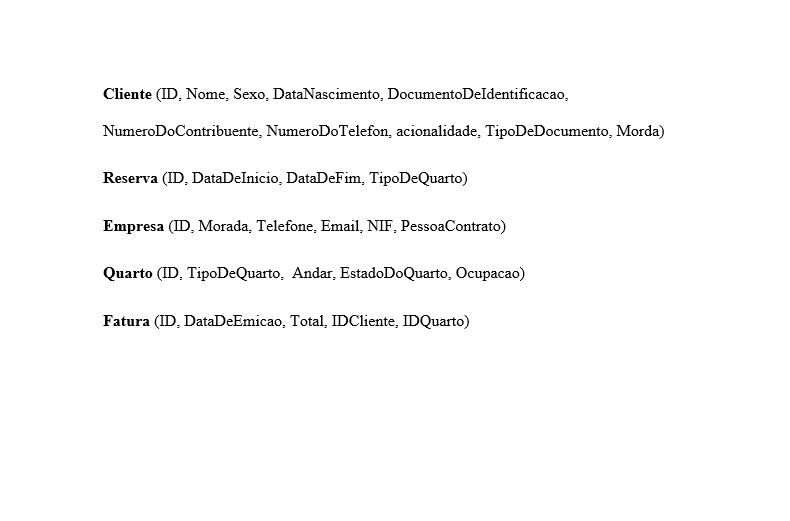 Cliente (ID, Nome, Sexo, DataNascimento, DocumentoDeIdentificacao,
NumeroDoContribuente, NumeroDoTelefon, acionalidade, TipoDeDocumento, Morda)
Reserva (ID, DataDeInicio, DataDeFim, TipoDeQuarto)
Empresa (ID, Morada, Telefone, Email, NIF, PessoaContrato)
Quarto (ID, TipoDeQuarto, Andar, EstadoDoQuarto, Ocupacao)
Fatura (ID, DataDeEmicao, Total, IDCliente, IDQuarto)